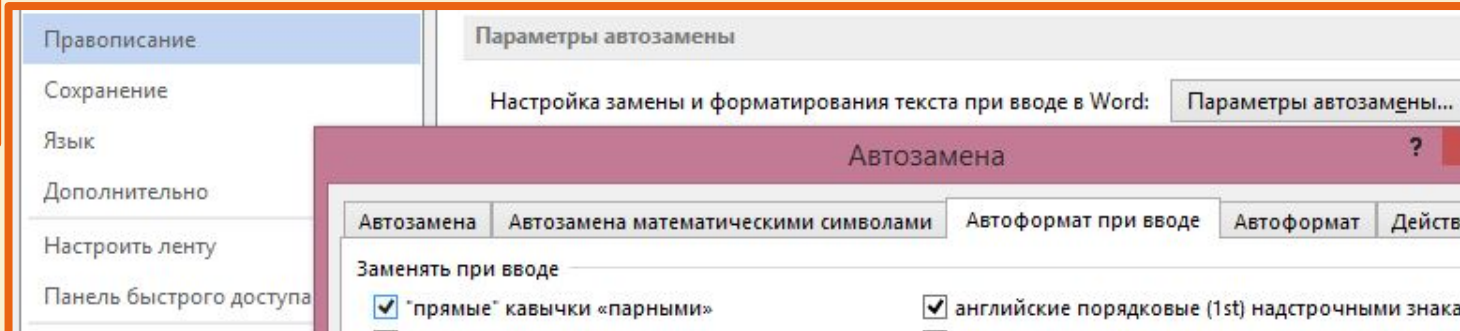 Правописание
Сохранение
Язык
Дополнительно
Настроить ленту
Панель быстрого доступа
Параметры автозамены
Настройка замены и форматирования текста при вводе в Word: Параметры автозамены...
Автозамена ?
Автозамена Автозамена математическими символами Автоформат при вводе Автоформат Действ
Заменять при вводе
"прямые" кавычки «парными» английские порядковые (1st) надстрочными знака